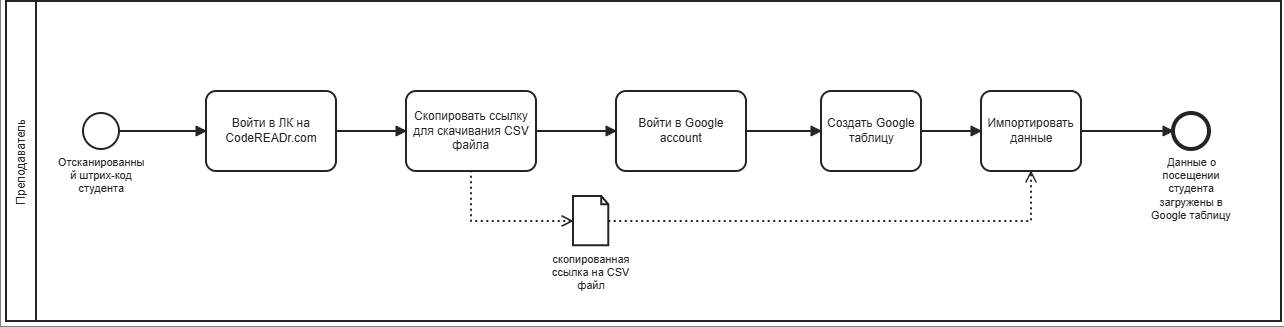 Преподаватель
Отсканированны
й штрих-код
студента
Войти в ЛК на
CodeREADr.com
Скопировать ссылку
для скачивания CSV
файла
скопированная
ссылка на CSV
файл
Войти в Google
account
Создать Google
таблицу
Импортировать
данные
Данные о
посещении
студента
загружены в
Google таблицу